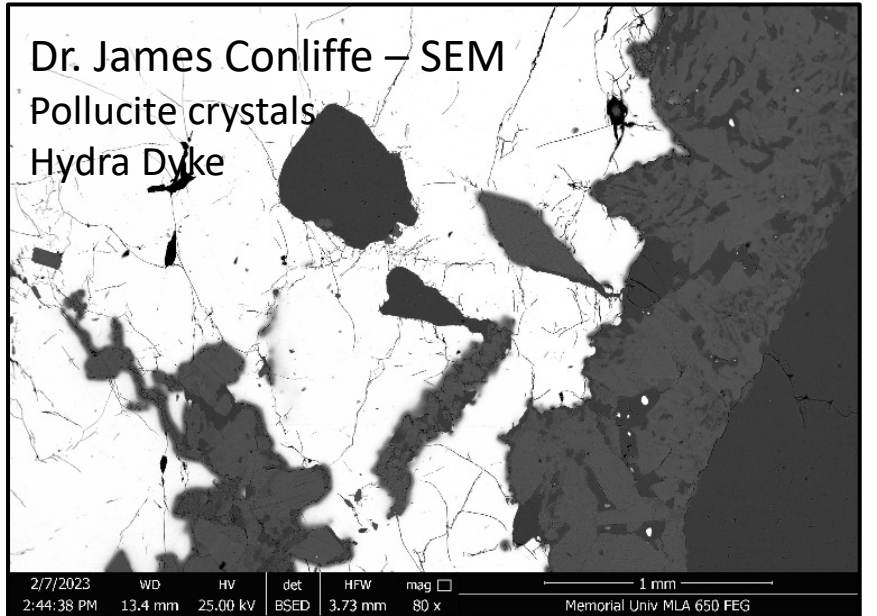 Dr. James Conliffe – SEM
Pollucite crystals
Hydra Dyke
2/7/2023 WD HV det HFW mag □ 1 mm
2:44:38 PM 13.4 mm 25.00 kV BSED 3.73 mm 80 x Memorial Univ MLA 650 FEG